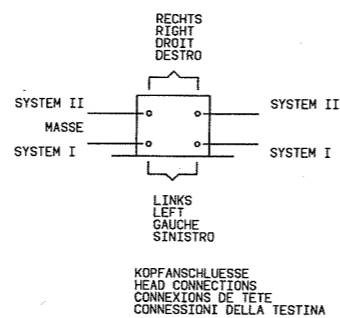 RECHTS
RIGHT
DROIT
DESTRO
SYSTEM II
SYSTEM II
MASSE
SYSTEM I
SYSTEM I
LINKS
LEFT
GAUCHE
SINISTRO
KOPFANSCHLUESSE
HEAD CONNECTIONS
CONNEXIONS DE TETE
CONNESSIONI DELLA TESTINA